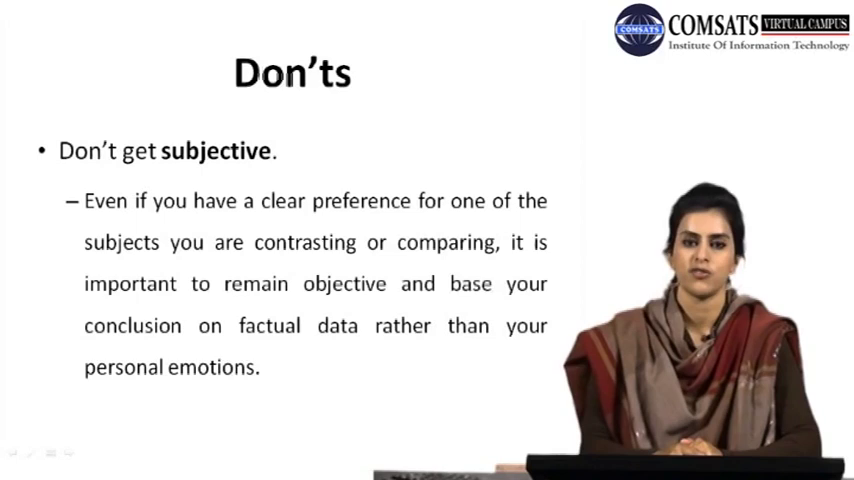 COMSATS VIRTUAL CAMPUS
COMSATS
Institute Of Information Technology
Don'ts
• Don't get subjective.
– Even if you have a clear preference for one of the
subjects you are contrasting or comparing, it is
important to remain objective and base your
conclusion on factual data rather than your
personal emotions.